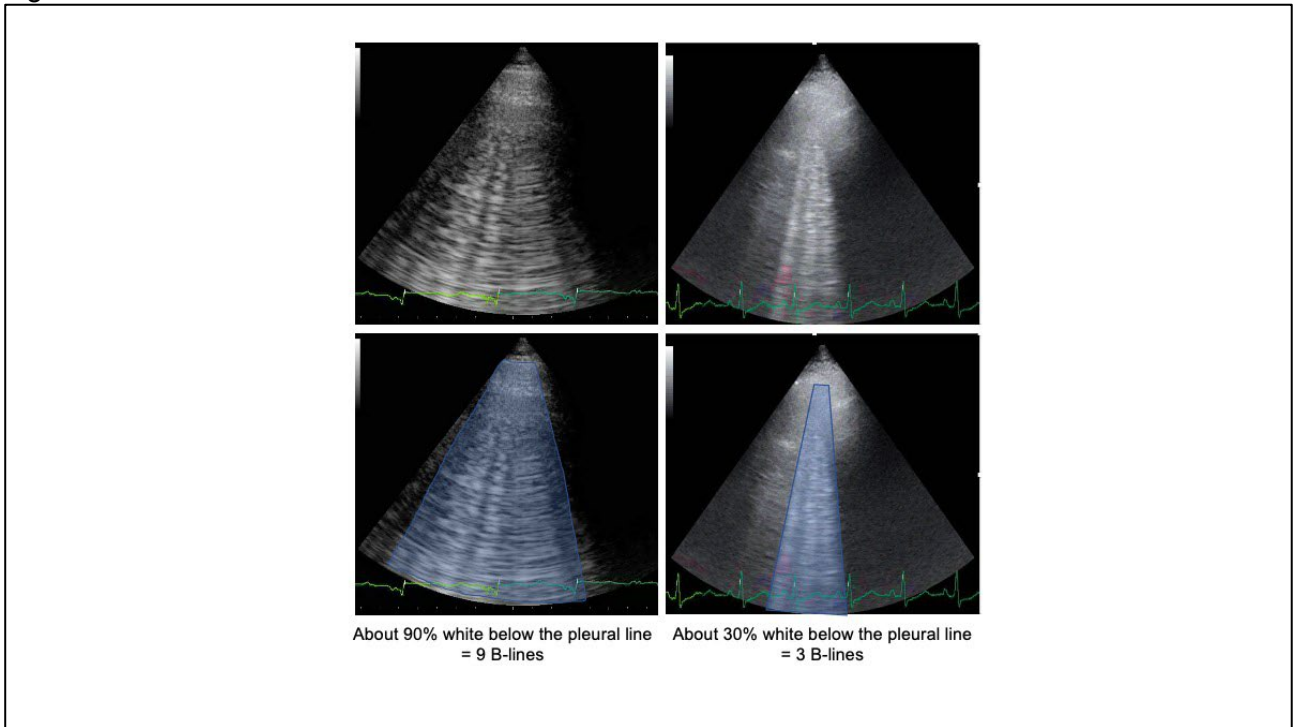 About 90% white below the pleural line
= 9 B-lines
About 30% white below the pleural line
= 3 B-lines